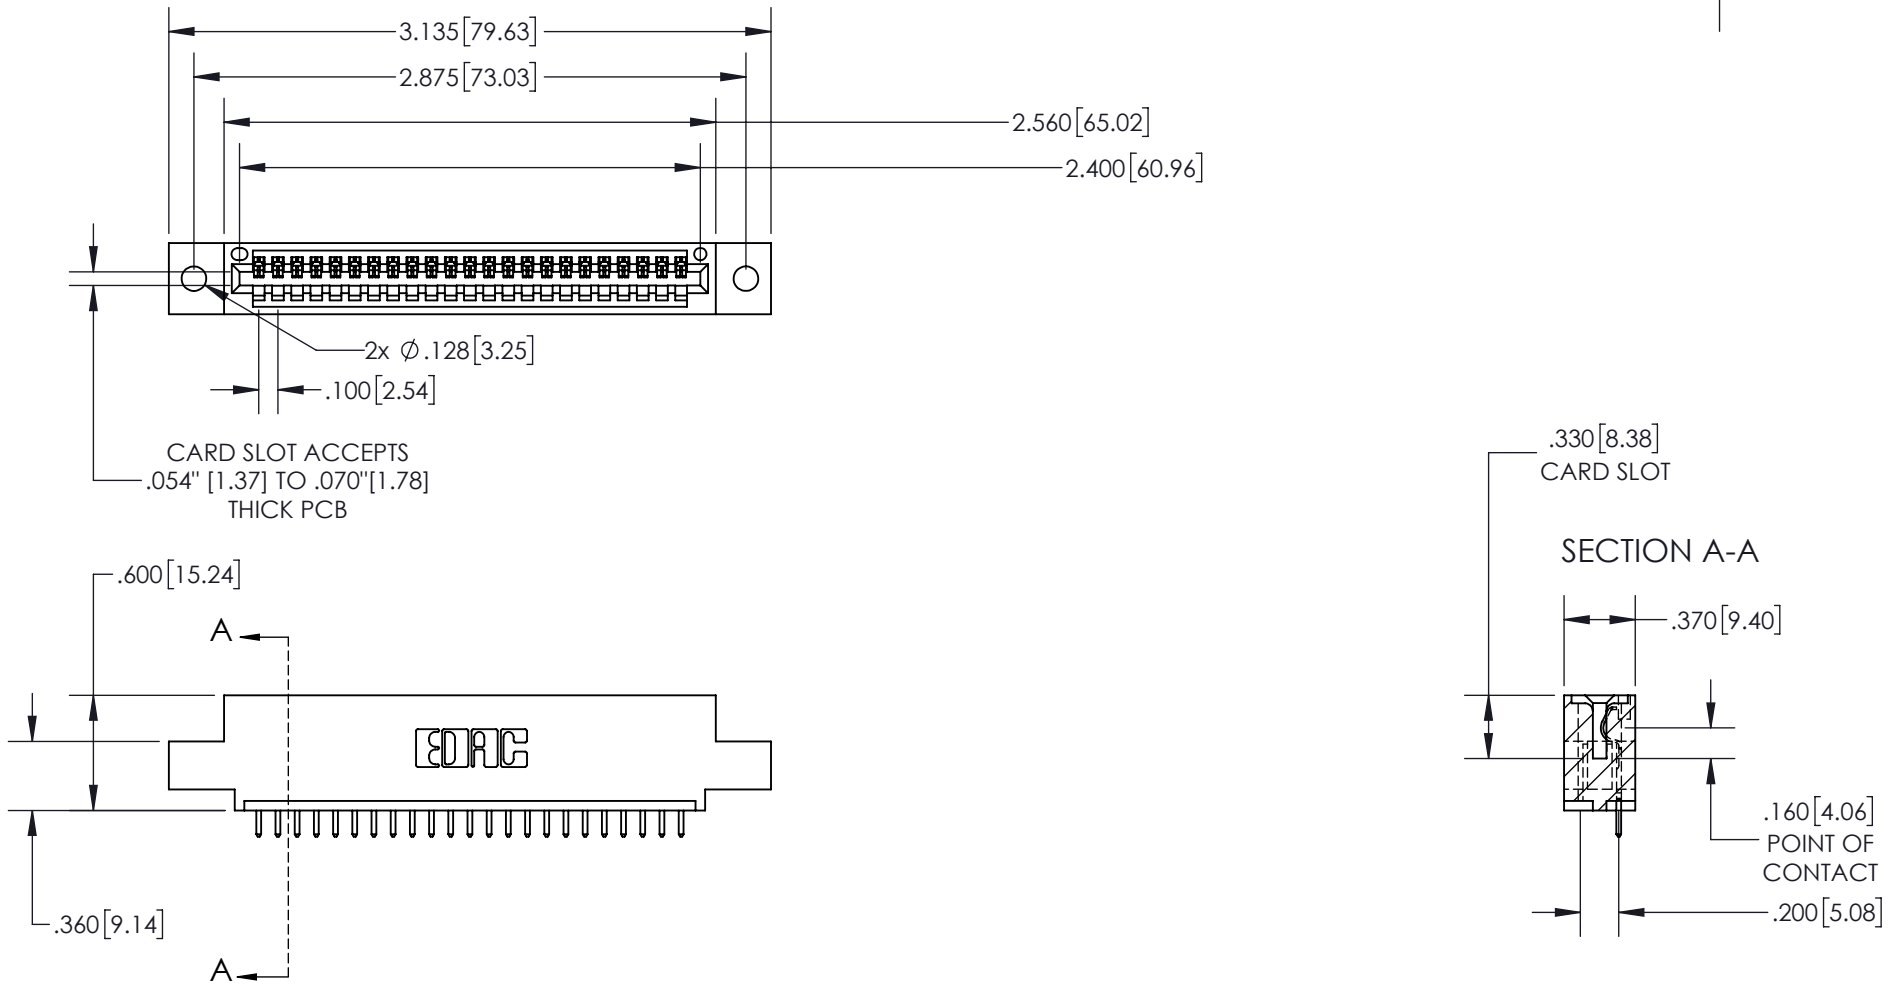 3.135[79.63]
2.875[73.03]
2.560[65.02]
2.400[60.96]
2x Ø.128[3.25]
.100[2.54]
CARD SLOT ACCEPTS
.054" [1.37] TO .070"[1.78]
THICK PCB
.330[8.38]
CARD SLOT
SECTION A-A
.600[15.24]
A
.370[9.40]
EDAC
.160[4.06]
POINT OF
CONTACT
.200[5.08]
.360[9.14]
A